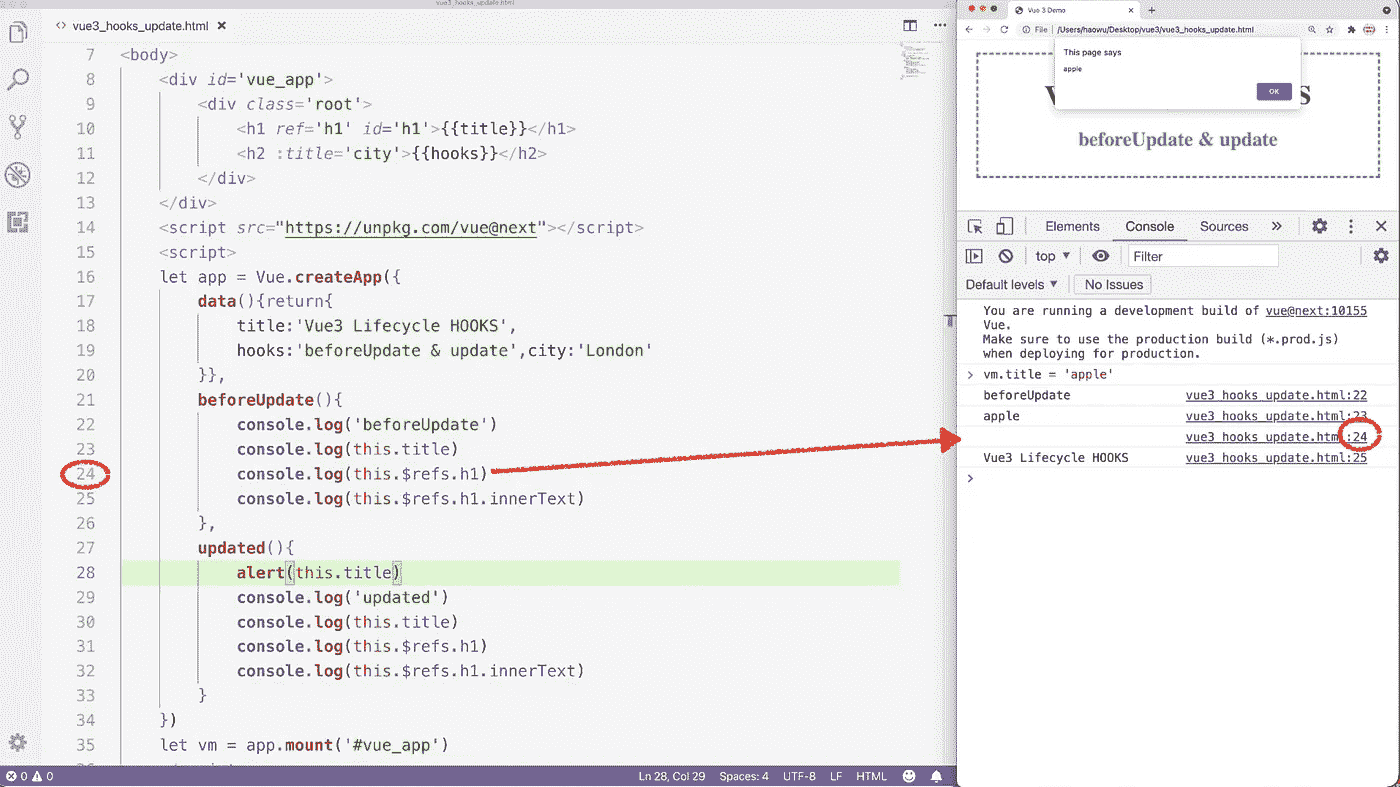 vue3_hooks_update.html
<> vue3_hooks_update.html ×
7 <body>
8 <div id='vue_app'>
9 <div class='root'>
10 <h1 ref='h1' id='h1'>{{title}}</h1>
11 <h2 :title='city'>{{hooks}}</h2>
12 </div>
13 </div>
14 <script src="https://unpkg.com/vue@next"></script>
15 <script>
16 let app = Vue.createApp({
17 data(){return{
18 title:'Vue3 Lifecycle HOOKS',
19 hooks:'beforeUpdate & update',city:'London'
20 }},
21 beforeUpdate(){
22 console.log('beforeUpdate')
23 console.log(this.title)
24 console.log(this.$refs.h1)
25 console.log(this.$refs.h1.innerText)
26 },
27 updated(){
28 alert(this.title)
29 console.log('updated')
30 console.log(this.title)
31 console.log(this.$refs.h1)
32 console.log(this.$refs.h1.innerText)
33 }
34 })
35 let vm = app.mount('#vue_app')
0 0
Ln 28, Col 29 Spaces: 4 UTF-8 LF HTML
Vue 3 Demo
File /Users/haowu/Desktop/vue3/vue3_hooks_update.html
This page says
apple
OK
beforeUpdate & update
Elements Console Sources »
top ▼ Filter
Default levels ▼ No Issues
You are running a development build of vue@next:10155
Vue.
Make sure to use the production build (*.prod.js)
when deploying for production.
> vm.title = 'apple'
beforeUpdate vue3_hooks_update.html:22
apple vue3_hooks_update.html:23
vue3_hooks_update.html:24
Vue3 Lifecycle HOOKS vue3_hooks_update.html:25
>